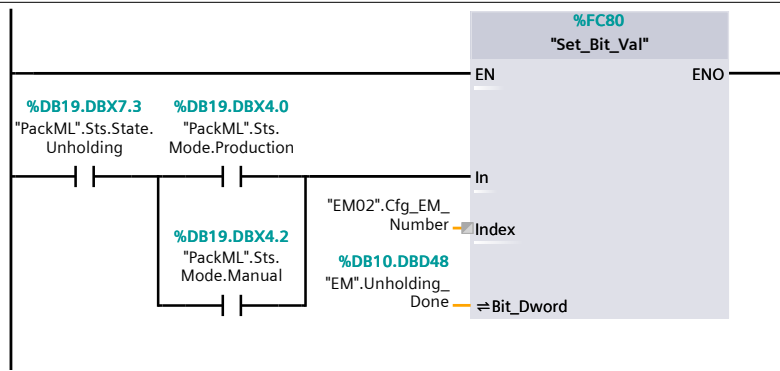 %FC80
"Set_Bit_Val"
EN
ENO
%DB19.DBX7.3
"PackML".Sts.State.
Unholding
%DB19.DBX4.0
"PackML".Sts.
Mode.Production
In
"EM02".Cfg_EM_
Number
Index
%DB19.DBX4.2
"PackML".Sts.
Mode.Manual
%DB10.DBD48
"EM".Unholding_
Done
⇌Bit_Dword